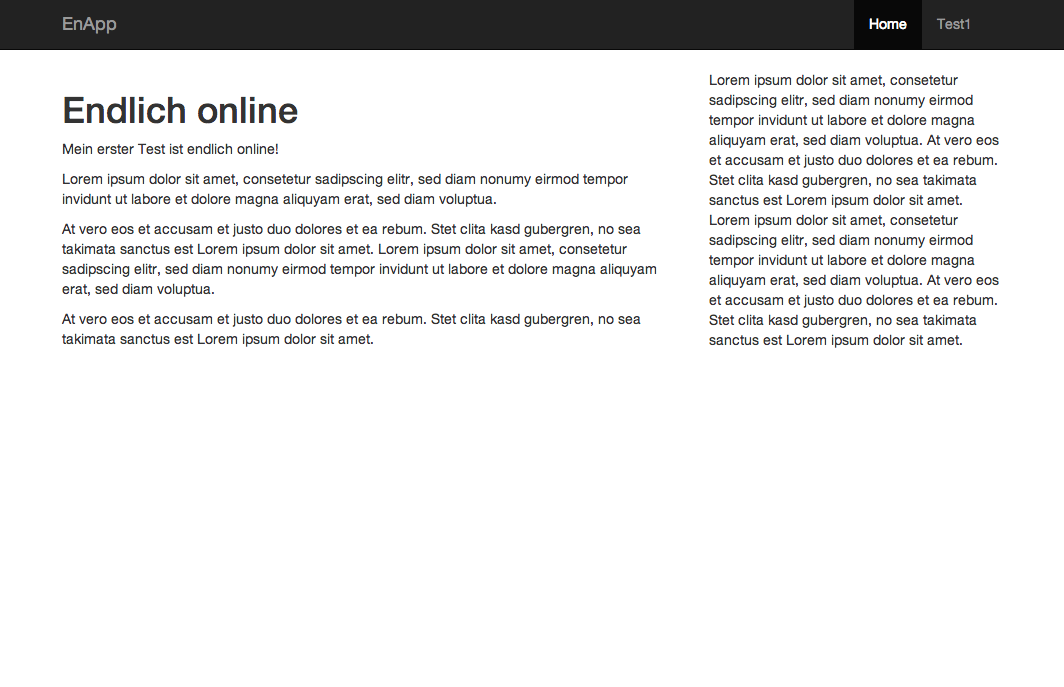 EnApp
Home
Test1
Endlich online
Mein erster Test ist endlich online!
Lorem ipsum dolor sit amet, consetetur sadipscing elitr, sed diam nonumy eirmod tempor
invidunt ut labore et dolore magna aliquyam erat, sed diam voluptua.
At vero eos et accusam et justo duo dolores et ea rebum. Stet clita kasd gubergren, no sea
takimata sanctus est Lorem ipsum dolor sit amet. Lorem ipsum dolor sit amet, consetetur
sadipscing elitr, sed diam nonumy eirmod tempor invidunt ut labore et dolore magna aliquyam
erat, sed diam voluptua.
At vero eos et accusam et justo duo dolores et ea rebum. Stet clita kasd gubergren, no sea
takimata sanctus est Lorem ipsum dolor sit amet.
Lorem ipsum dolor sit amet, consetetur
sadipscing elitr, sed diam nonumy eirmod
tempor invidunt ut labore et dolore magna
aliquyam erat, sed diam voluptua. At vero eos
et accusam et justo duo dolores et ea rebum.
Stet clita kasd gubergren, no sea takimata
sanctus est Lorem ipsum dolor sit amet.
Lorem ipsum dolor sit amet, consetetur
sadipscing elitr, sed diam nonumy eirmod
tempor invidunt ut labore et dolore magna
aliquyam erat, sed diam voluptua. At vero eos
et accusam et justo duo dolores et ea rebum.
Stet clita kasd gubergren, no sea takimata
sanctus est Lorem ipsum dolor sit amet.